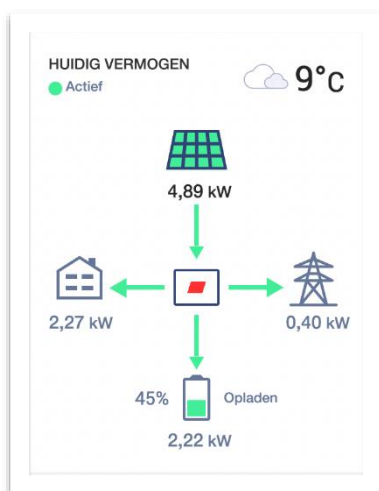 HUIDIG VERMOGEN
Actief
9°C
4,89 kW
2,27 kW
0,40 kW
45%
Opladen
2,22 kW